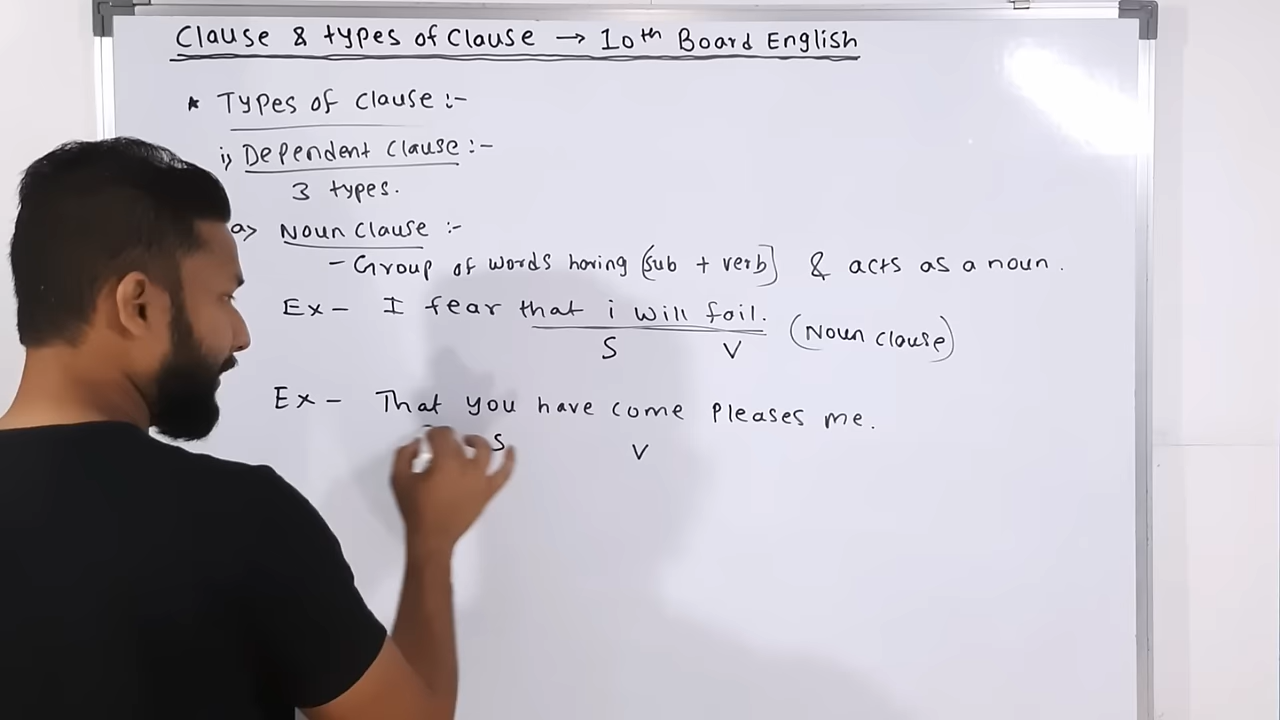 Clause & types of Clause → 10th Board English
* Types of clause :-
i) Dependent clause :-
3 types.
a) Noun Clause :-
- Group of words having (sub + verb] & acts as a noun.
Ex - I fear that i will fail. (Noun clause)
S V
Ex - That you have come Pleases me.
S V